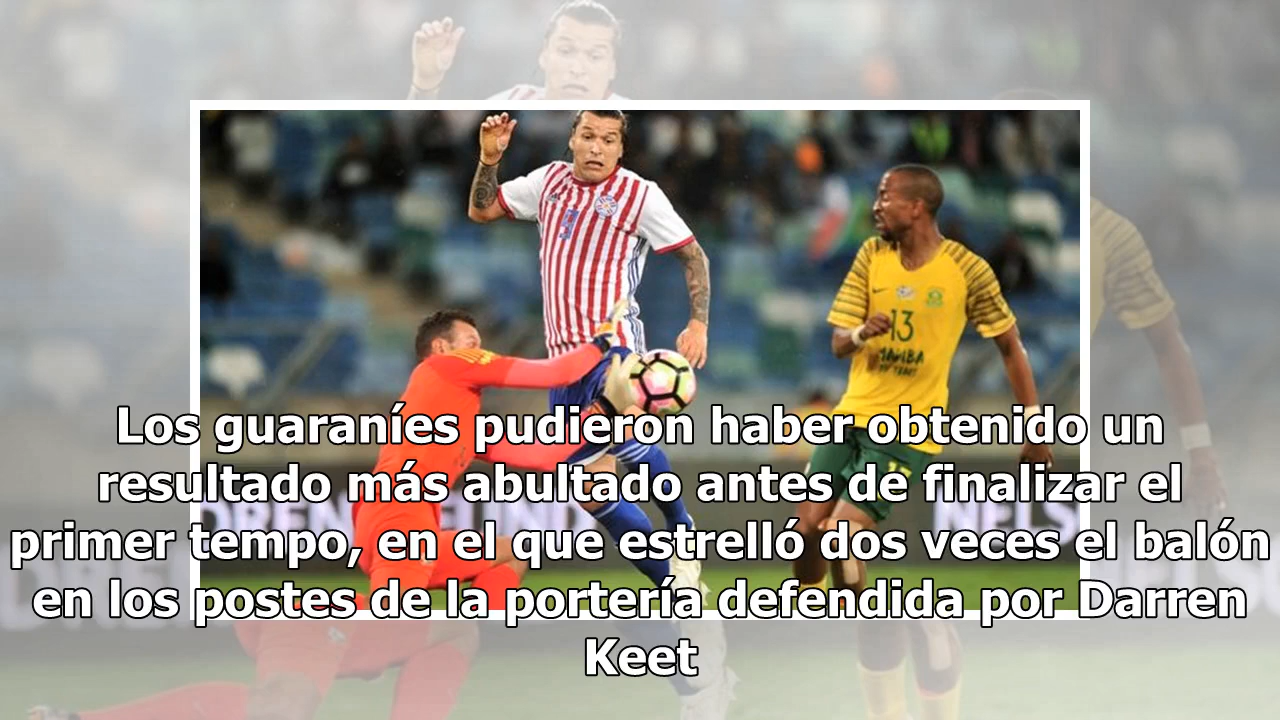 13
Los guaraníes pudieron haber obtenido un
resultado más abultado antes de finalizar el
primer tempo, en el que estrelló dos veces el balón
en los postes de la portería defendida por Darren
Keet